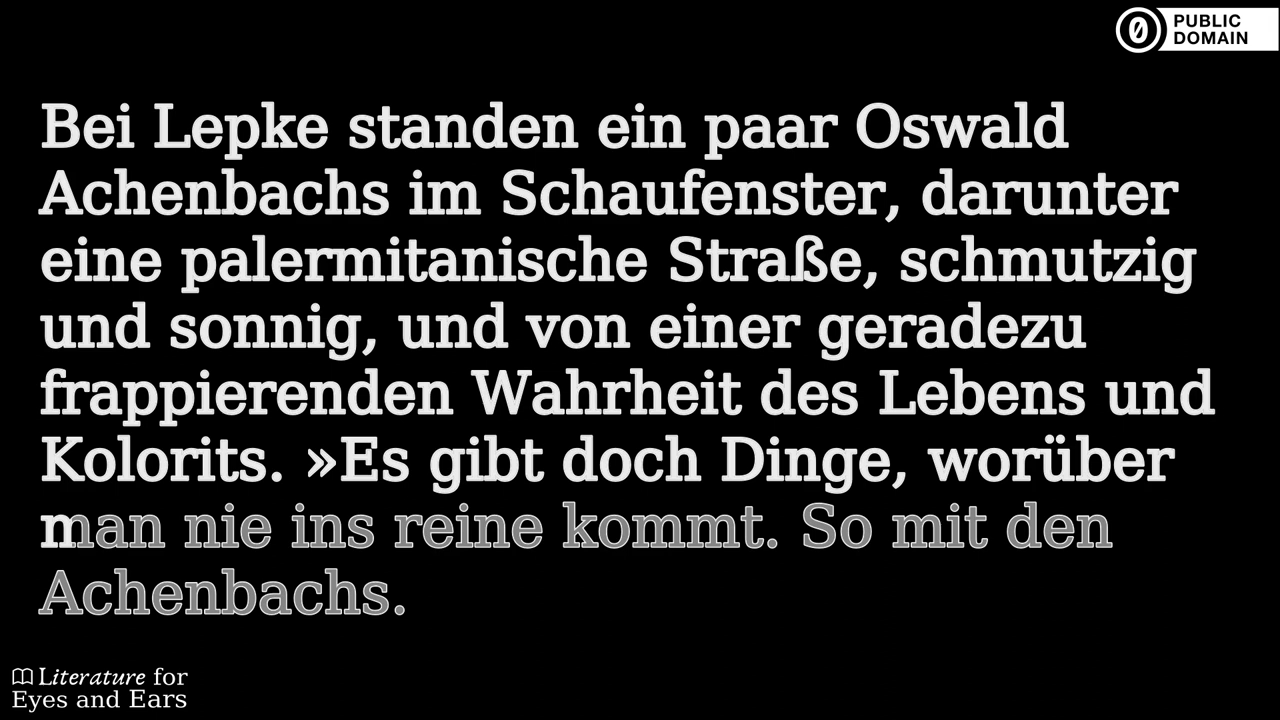 PUBLIC
DOMAIN
Bei Lepke standen ein paar Oswald
Achenbachs im Schaufenster, darunter
eine palermitanische Straße, schmutzig
und sonnig, und von einer geradezu
frappierenden Wahrheit des Lebens und
Kolorits. »Es gibt doch Dinge, worüber
man nie ins reine kommt. So mit den
Achenbachs.
Literature for
Eyes and Ears